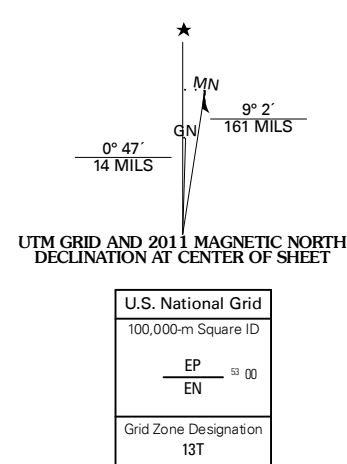 ★
MN
GN
9° 2´
161 MILS
0° 47´
14 MILS
UTM GRID AND 2011 MAGNETIC NORTH
DECLINATION AT CENTER OF SHEET
U.S. National Grid
100,000-m Square ID
EP
53 00
EN
Grid Zone Designation
13T